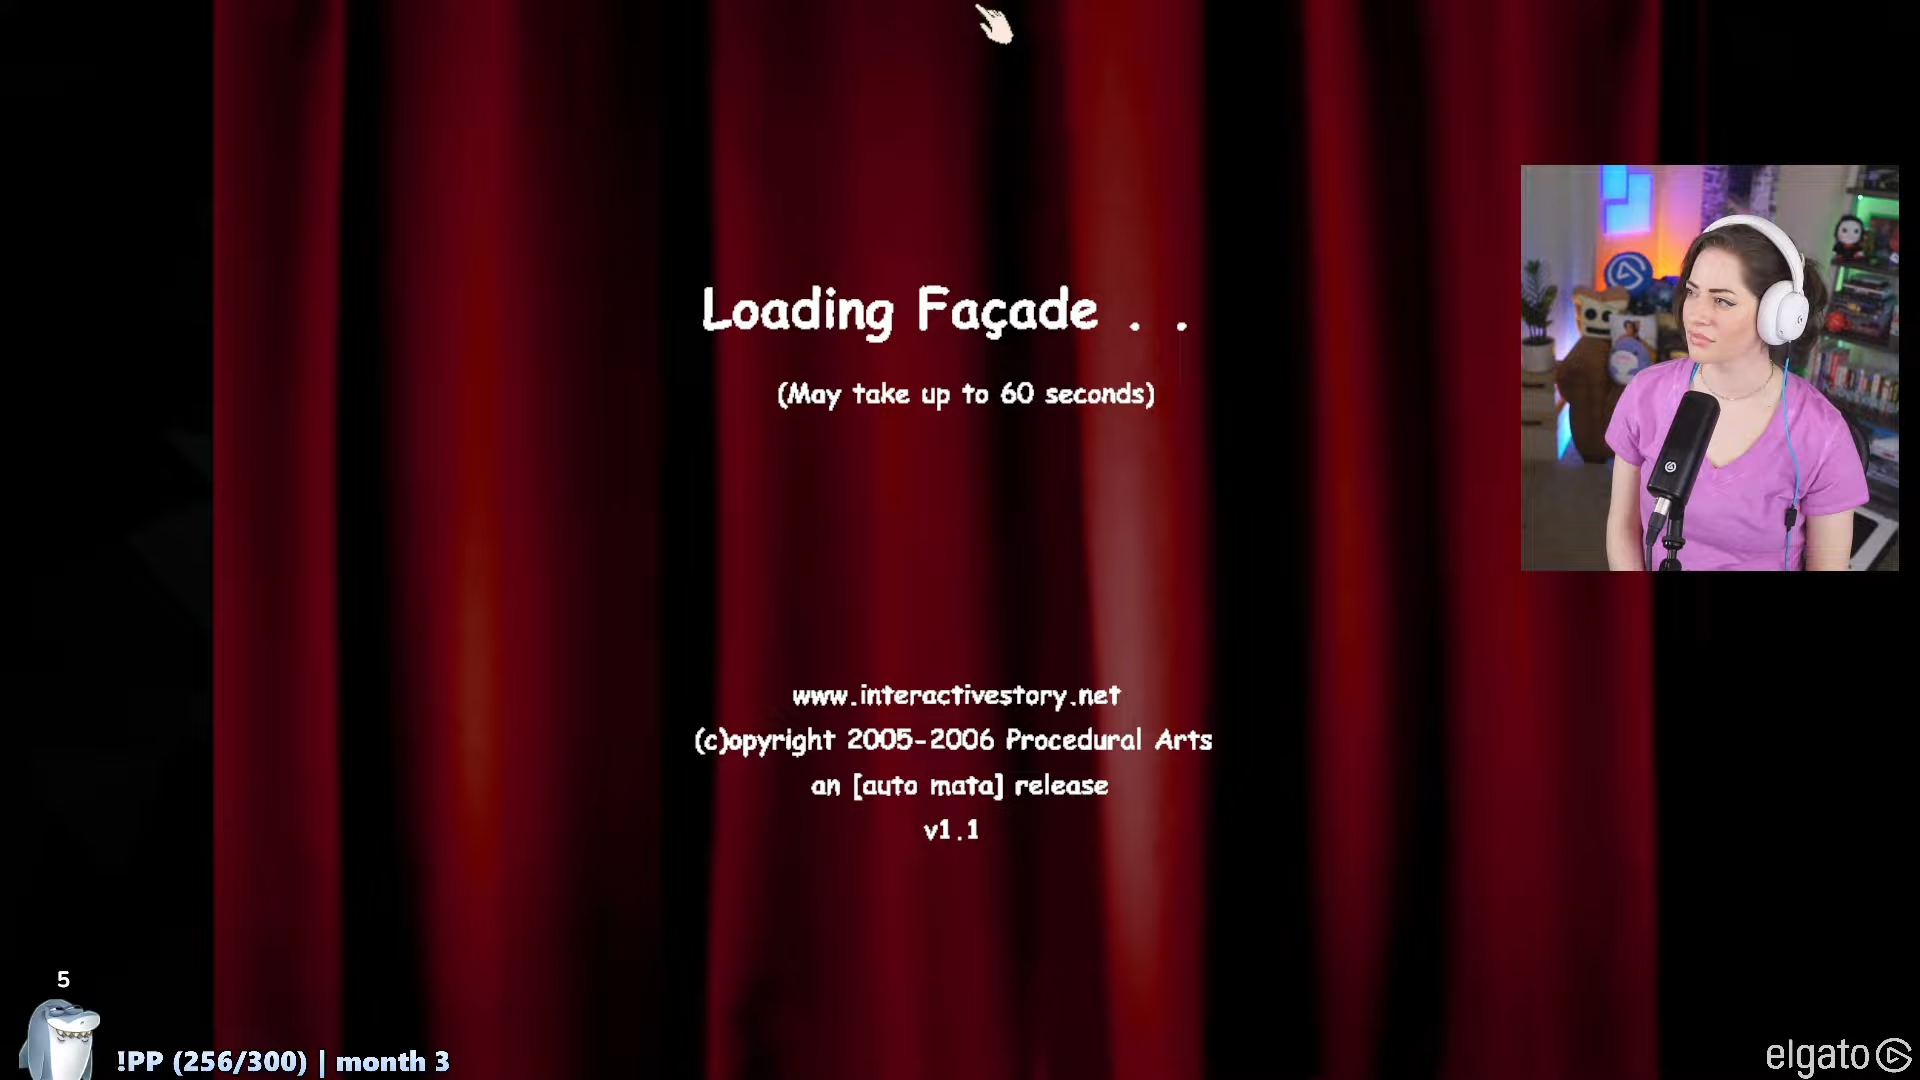 Loading Façade . .
(May take up to 60 seconds)
www.interactivestory.net
(c)opyright 2005-2006 Procedural Arts
an [auto mata] release
v1.1
5
!PP (256/300) | month 3
elgato